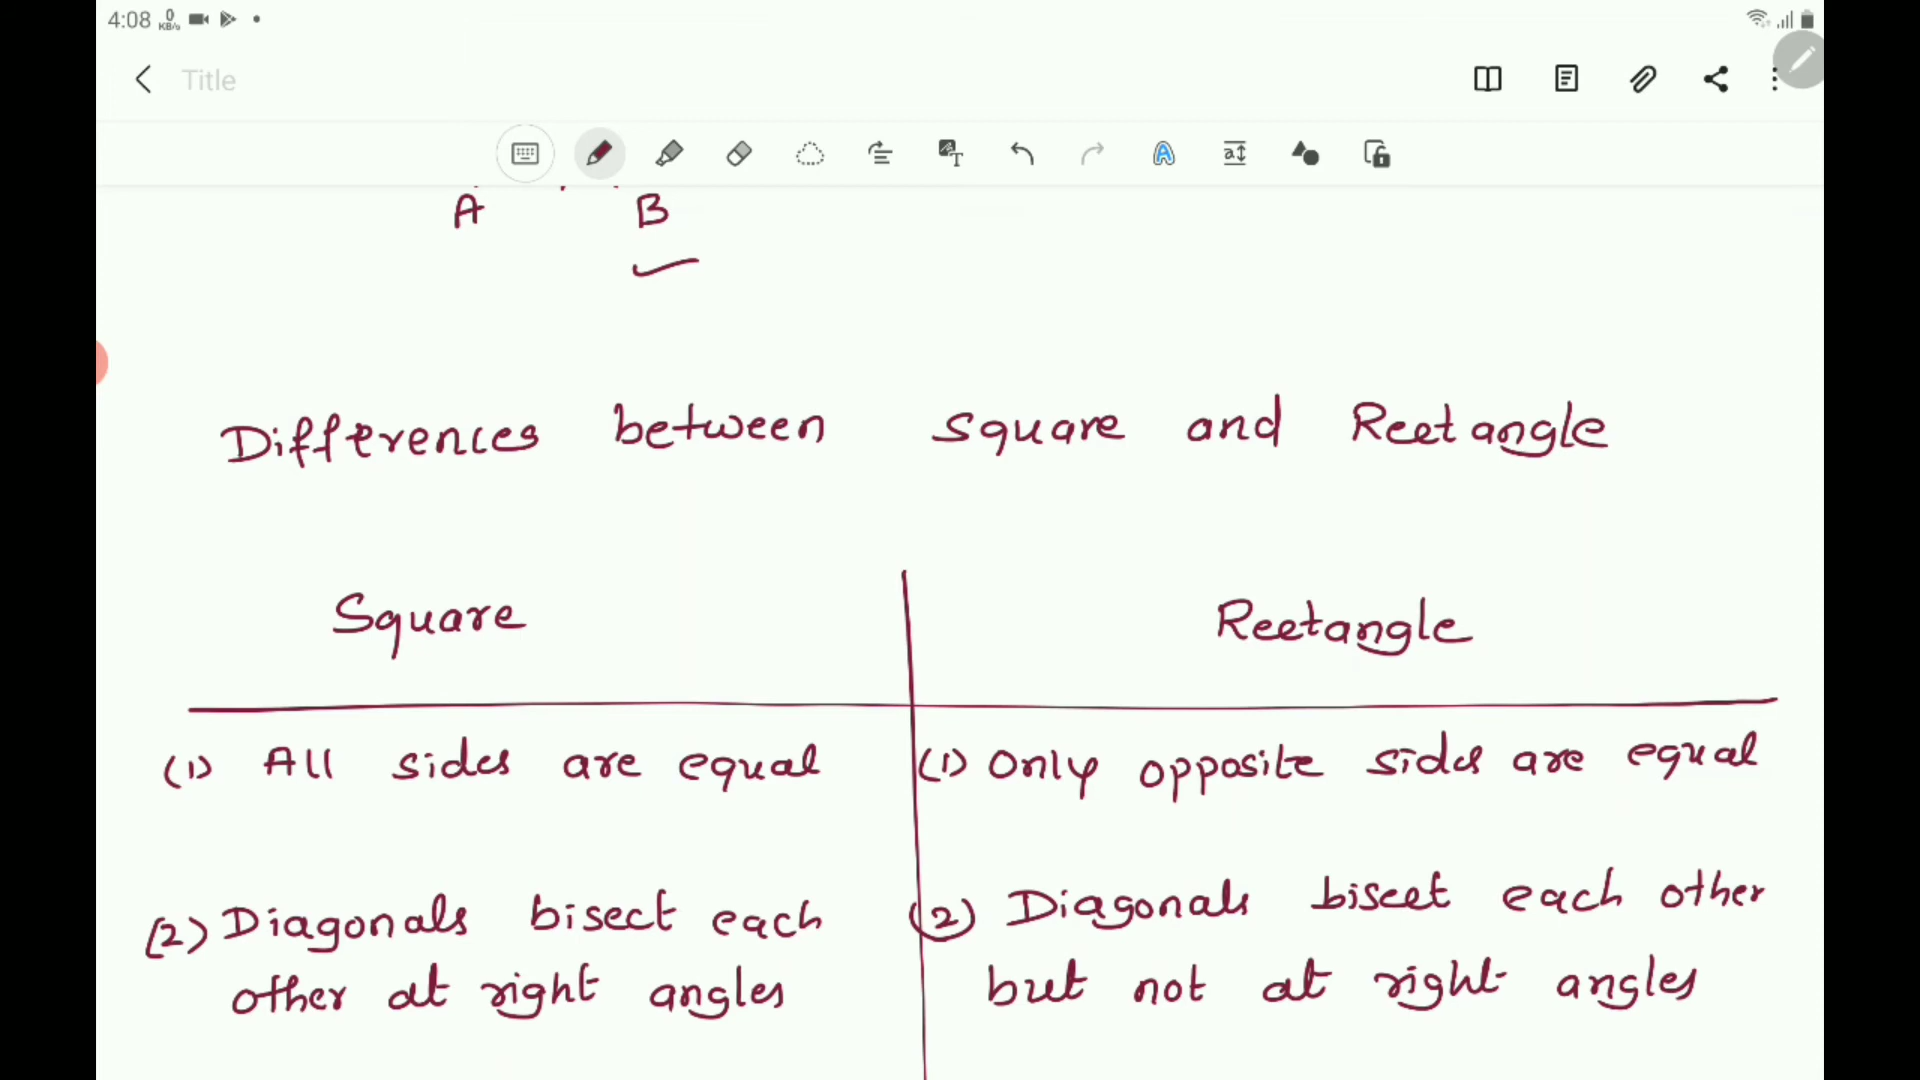 4:08 0 KB/s
Title
A B
Differences between square and Rectangle
Square Rectangle
(1) All sides are equal (1) Only opposite sides are equal
(2) Diagonals bisect each (2) Diagonals bisect each other
other at right angles but not at right angles